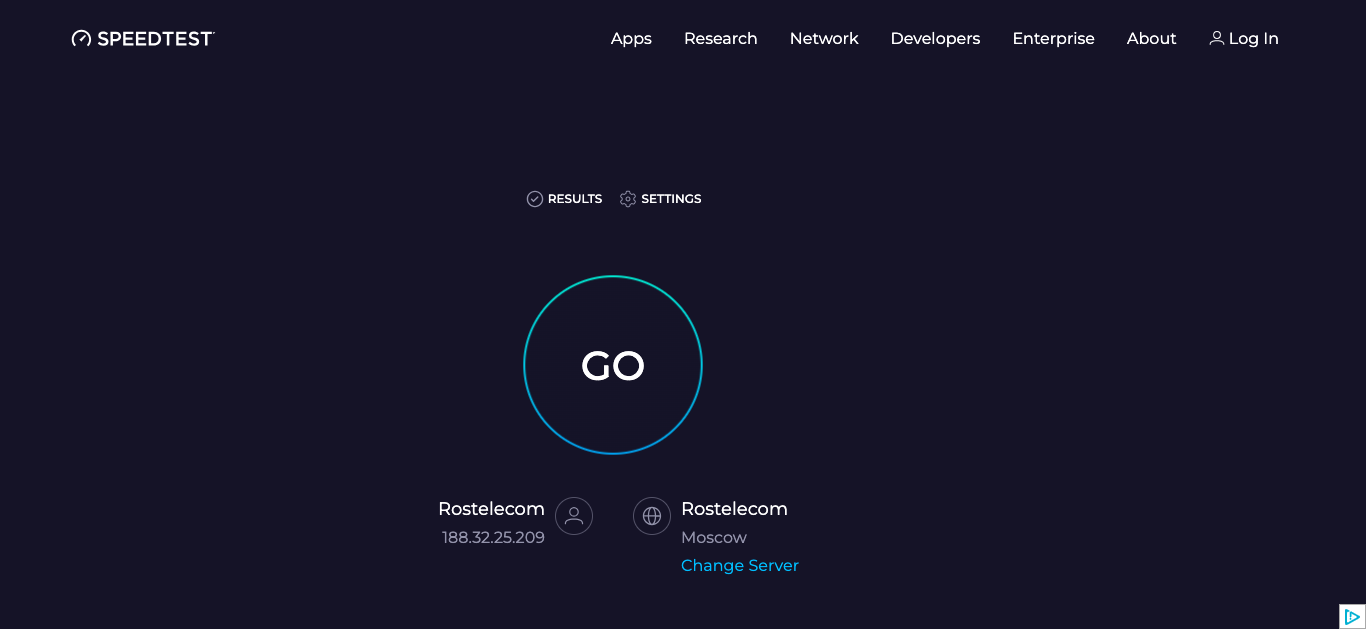 SPEEDTEST
Apps Research Network Developers Enterprise About Log In
RESULTS SETTINGS
GO
Rostelecom
188.32.25.209
Rostelecom
Moscow
Change Server